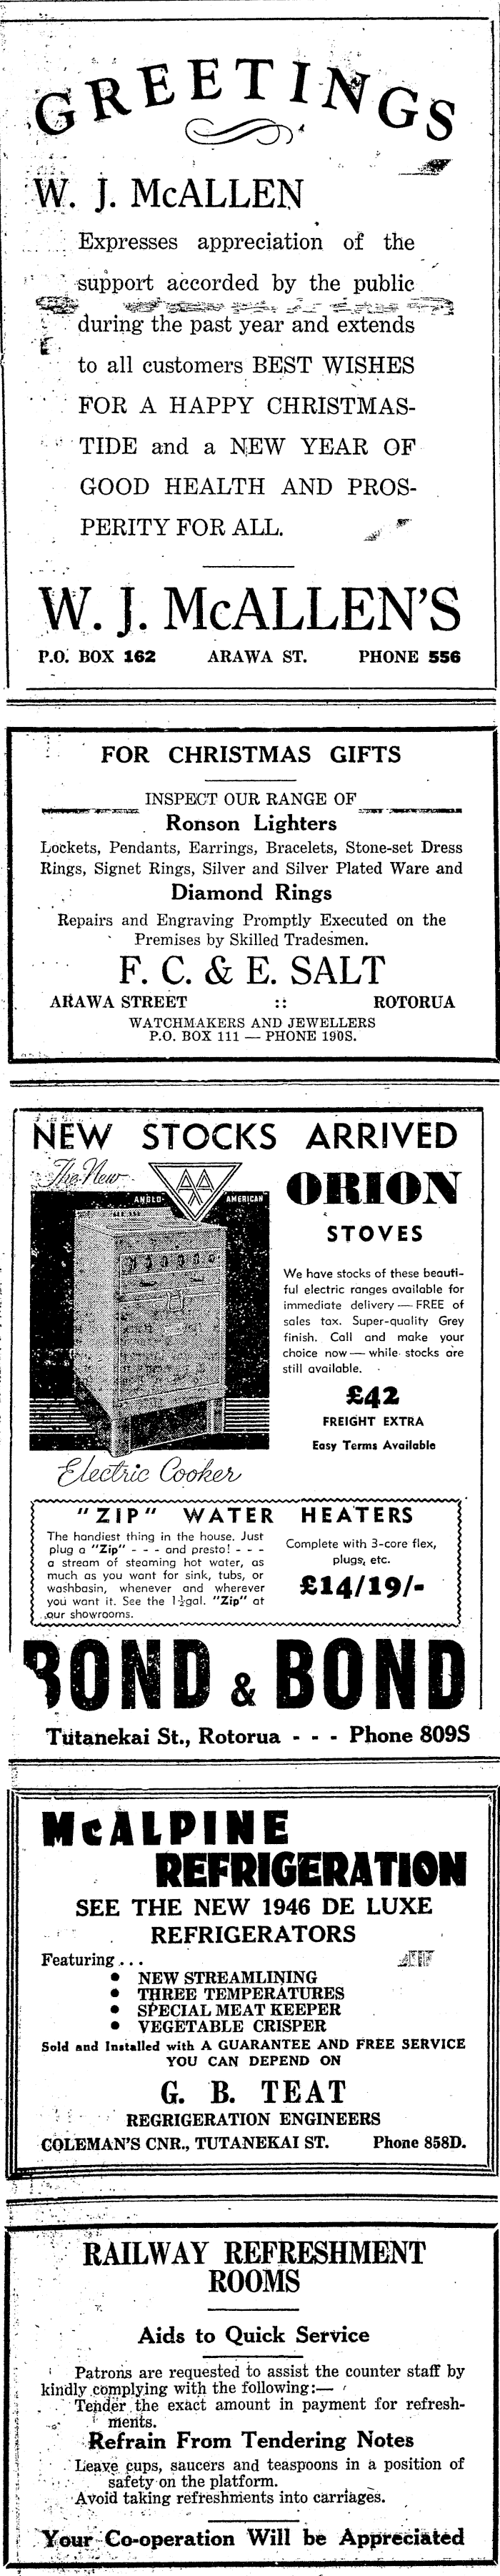 GREETINGS
W. J. McALLEN
Expresses appreciation of the
support accorded by the public
during the past year and extends
to all customers BEST WISHES
FOR A HAPPY CHRISTMAS-
TIDE and a NEW YEAR OF
GOOD HEALTH AND PROS-
PERITY FOR ALL.
W. J. McALLEN'S
P.O. BOX 162 ARAWA ST. PHONE 556
FOR CHRISTMAS GIFTS
INSPECT OUR RANGE OF
Ronson Lighters
Lockets, Pendants, Earrings, Bracelets, Stone-set Dress
Rings, Signet Rings, Silver and Silver Plated Ware and
Diamond Rings
Repairs and Engraving Promptly Executed on the
Premises by Skilled Tradesmen.
F. C. & E. SALT
ARAWA STREET :: ROTORUA
WATCHMAKERS AND JEWELLERS
P.O. BOX 111 — PHONE 190S.
NEW STOCKS ARRIVED
The New
AA
ANGLO- AMERICAN
ORION
STOVES
We have stocks of these beauti-
ful electric ranges available for
immediate delivery — FREE of
sales tax. Super-quality Grey
finish. Call and make your
choice now — while stocks are
still available.
£42
FREIGHT EXTRA
Easy Terms Available
Electric Cooker
"ZIP" WATER HEATERS
The handiest thing in the house. Just
plug a "Zip" - - - and presto! - - -
a stream of steaming hot water, as
much as you want for sink, tubs, or
washbasin, whenever and wherever
you want it. See the 1½gal. "Zip" at
our showrooms.
Complete with 3-core flex,
plugs, etc.
£14/19/-
BOND & BOND
Tutanekai St., Rotorua - - - Phone 809S
McALPINE
REFRIGERATION
SEE THE NEW 1946 DE LUXE
REFRIGERATORS
Featuring . . .
• NEW STREAMLINING
• THREE TEMPERATURES
• SPECIAL MEAT KEEPER
• VEGETABLE CRISPER
Sold and Installed with A GUARANTEE AND FREE SERVICE
YOU CAN DEPEND ON
G. B. TEAT
REGRIGERATION ENGINEERS
COLEMAN'S CNR., TUTANEKAI ST. Phone 858D.
RAILWAY REFRESHMENT
ROOMS
Aids to Quick Service
Patrons are requested to assist the counter staff by
kindly complying with the following:—
Tender the exact amount in payment for refresh-
ments.
Refrain From Tendering Notes
Leave cups, saucers and teaspoons in a position of
safety on the platform.
Avoid taking refreshments into carriages.
Your Co-operation Will be Appreciated